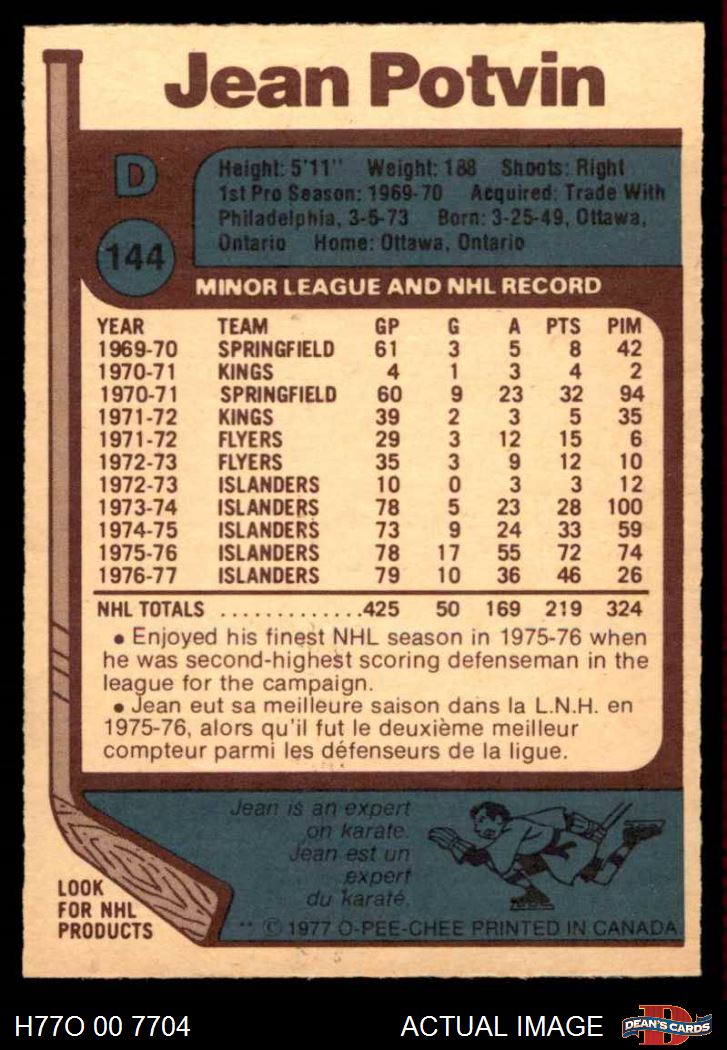 Jean Potvin
D
144
Height: 5'11" Weight: 188 Shoots: Right
1st Pro Season: 1969-70 Acquired: Trade With
Philadelphia, 3-5-73 Born: 3-25-49, Ottawa,
Ontario Home: Ottawa, Ontario
MINOR LEAGUE AND NHL RECORD
YEAR TEAM GP G A PTS PIM
1969-70 SPRINGFIELD 61 3 5 8 42
1970-71 KINGS 4 1 3 4 2
1970-71 SPRINGFIELD 60 9 23 32 94
1971-72 KINGS 39 2 3 5 35
1971-72 FLYERS 29 3 12 15 6
1972-73 FLYERS 35 3 9 12 10
1972-73 ISLANDERS 10 0 3 3 12
1973-74 ISLANDERS 78 5 23 28 100
1974-75 ISLANDERS 73 9 24 33 59
1975-76 ISLANDERS 78 17 55 72 74
1976-77 ISLANDERS 79 10 36 46 26
NHL TOTALS .............425 50 169 219 324
• Enjoyed his finest NHL season in 1975-76 when
he was second-highest scoring defenseman in the
league for the campaign.
• Jean eut sa meilleure saison dans la L.N.H. en
1975-76, alors qu'il fut le deuxième meilleur
compteur parmi les défenseurs de la ligue.
Jean is an expert
on karate.
Jean est un
expert
du karaté.
LOOK
FOR NHL
PRODUCTS
** © 1977 O-PEE-CHEE PRINTED IN CANADA
H77O 00 7704 ACTUAL IMAGE
D
DEAN'S CARDS